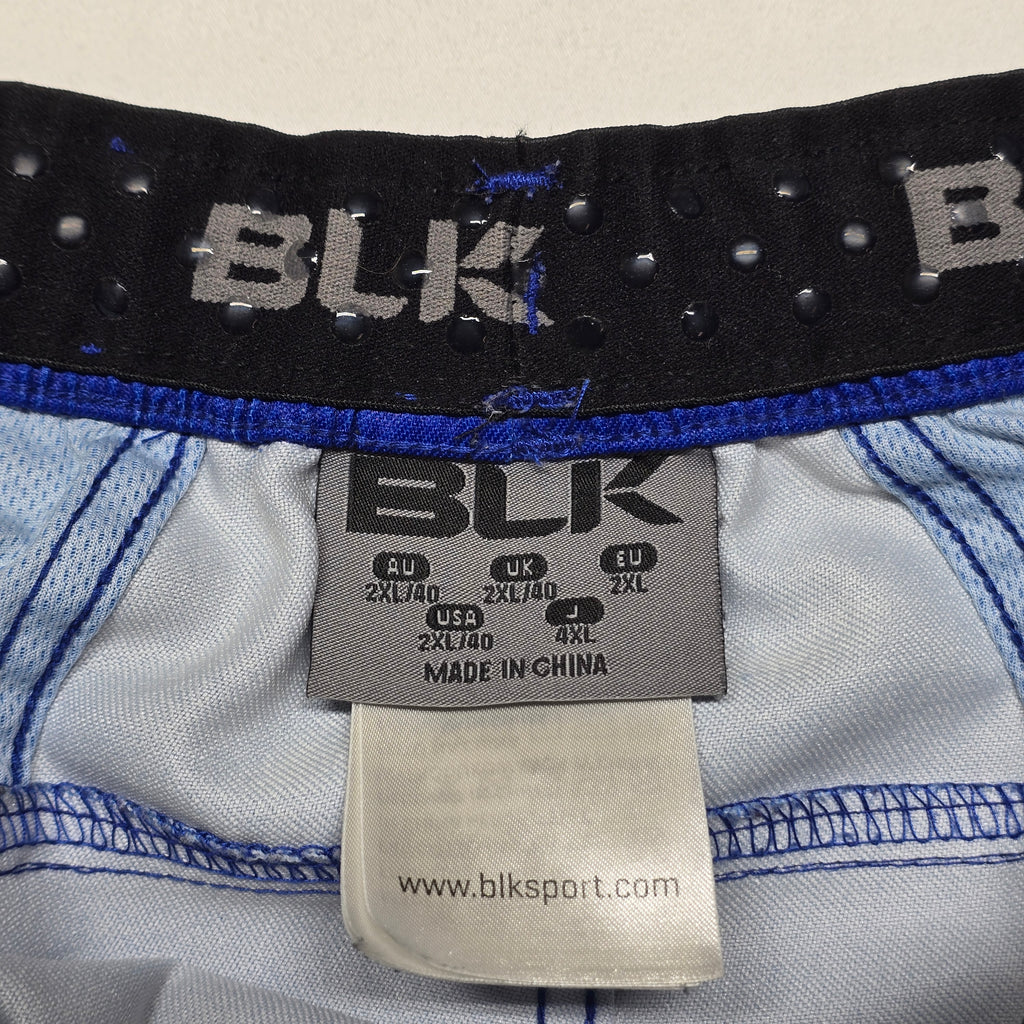 BLK
B
BLK
AU UK EU
2XL/40 2XL/40 2XL
USA J
2XL/40 4XL
MADE IN CHINA
www.blksport.com